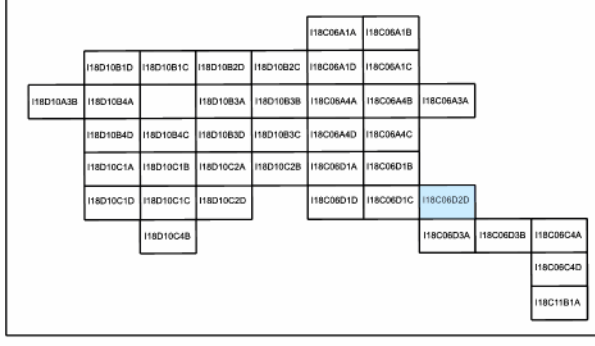 I18C06A1A I18C06A1B
I18D10B1D I18D10B1C I18D10B2D I18D10B2C I18C06A1D I18C06A1C
I18D10A3B I18D10B4A I18D10B3A I18D10B3B I18C06A4A I18C06A4B I18C06A3A
I18D10B4D I18D10B4C I18D10B3D I18D10B3C I18C06A4D I18C06A4C
I18D10C1A I18D10C1B I18D10C2A I18D10C2B I18C06D1A I18C06D1B
I18D10C1D I18D10C1C I18D10C2D I18C06D1D I18C06D1C I18C06D2D
I18D10C4B I18C06D3A I18C06D3B I18C06C4A
I18C06C4D
I18C11B1A